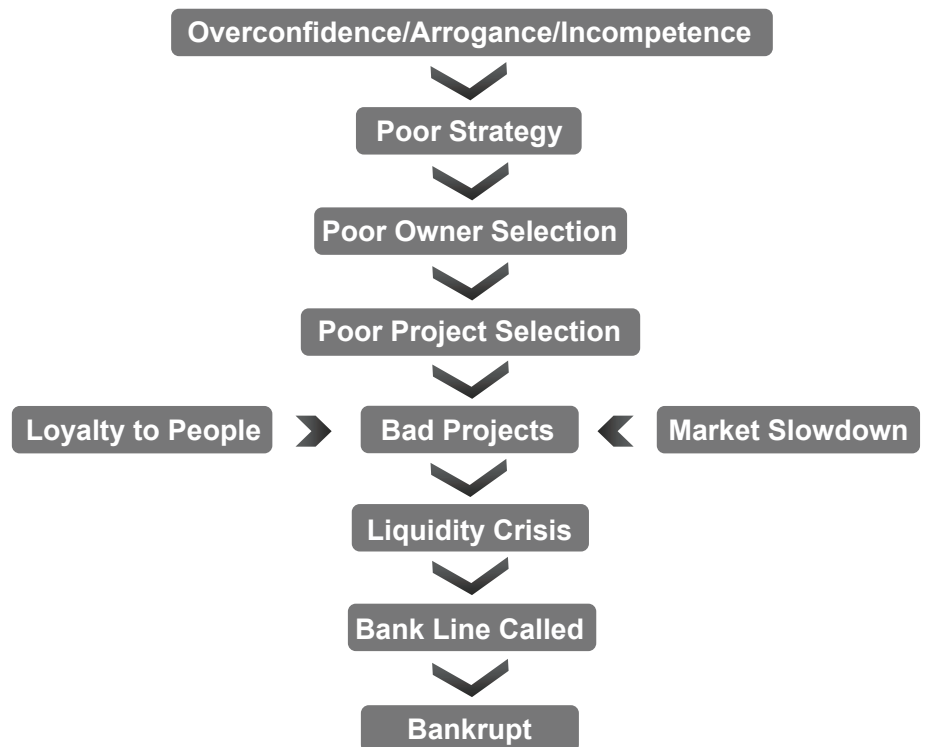 Overconfidence/Arrogance/Incompetence
Poor Strategy
Poor Owner Selection
Poor Project Selection
Loyalty to People
Bad Projects
Market Slowdown
Liquidity Crisis
Bank Line Called
Bankrupt